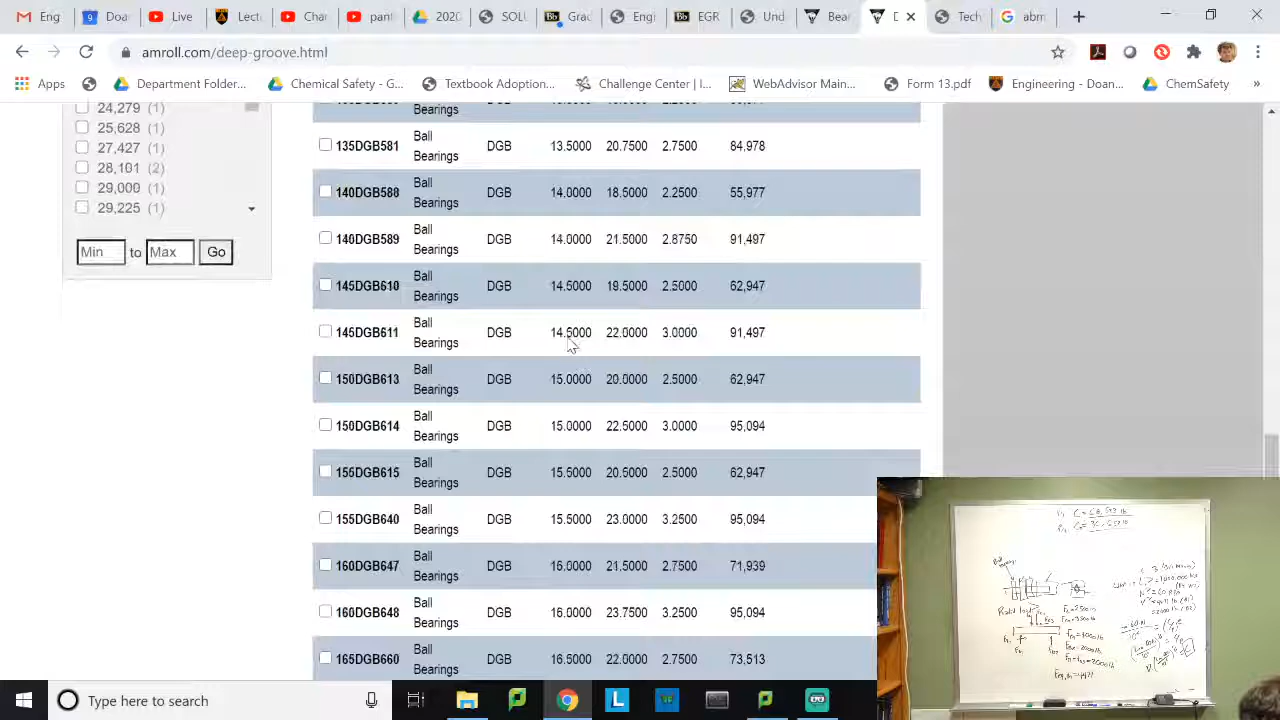 Live
Lect
Char
pant
2020
SOLL
Grac
Engi
EGR
Und
Bear
D
Tech
abm
amroll.com/deep-groove.html
Apps
Department Folder...
Chemical Safety - G...
Textbook Adoption...
Challenge Center | I...
WebAdvisor Main...
Form 13.pdf
Engineering - Doan...
ChemSafety
»
24,279 (1)
25,628 (1)
27,427 (1)
28,101 (2)
29,000 (1)
29,225 (1)
Min to Max Go
Bearings
135DGB581 Ball Bearings DGB 13.5000 20.7500 2.7500 84,978
140DGB588 Ball Bearings DGB 14.0000 18.5000 2.2500 55,977
140DGB589 Ball Bearings DGB 14.0000 21.5000 2.8750 91,497
145DGB610 Ball Bearings DGB 14.5000 19.5000 2.5000 62,947
145DGB611 Ball Bearings DGB 14.5000 22.0000 3.0000 91,497
150DGB613 Ball Bearings DGB 15.0000 20.0000 2.5000 62,947
150DGB614 Ball Bearings DGB 15.0000 22.5000 3.0000 95,094
155DGB615 Ball Bearings DGB 15.5000 20.5000 2.5000 62,947
155DGB640 Ball Bearings DGB 15.5000 23.0000 3.2500 95,094
160DGB647 Ball Bearings DGB 16.0000 21.5000 2.7500 71,939
160DGB648 Ball Bearings DGB 16.0000 23.7500 3.2500 95,094
165DGB660 Ball Bearings DGB 16.5000 22.0000 2.7500 73,513
Type here to search